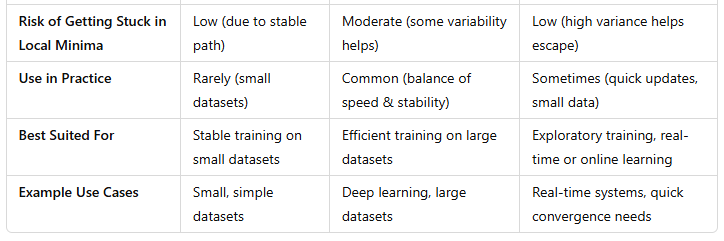 Risk of Getting Stuck in
Local Minima
Low (due to stable
path)
Moderate (some variability
helps)
Low (high variance helps
escape)
Use in Practice
Rarely (small
datasets)
Common (balance of
speed & stability)
Sometimes (quick updates,
small data)
Best Suited For
Stable training on
small datasets
Efficient training on large
datasets
Exploratory training, real-
time or online learning
Example Use Cases
Small, simple
datasets
Deep learning, large
datasets
Real-time systems, quick
convergence needs